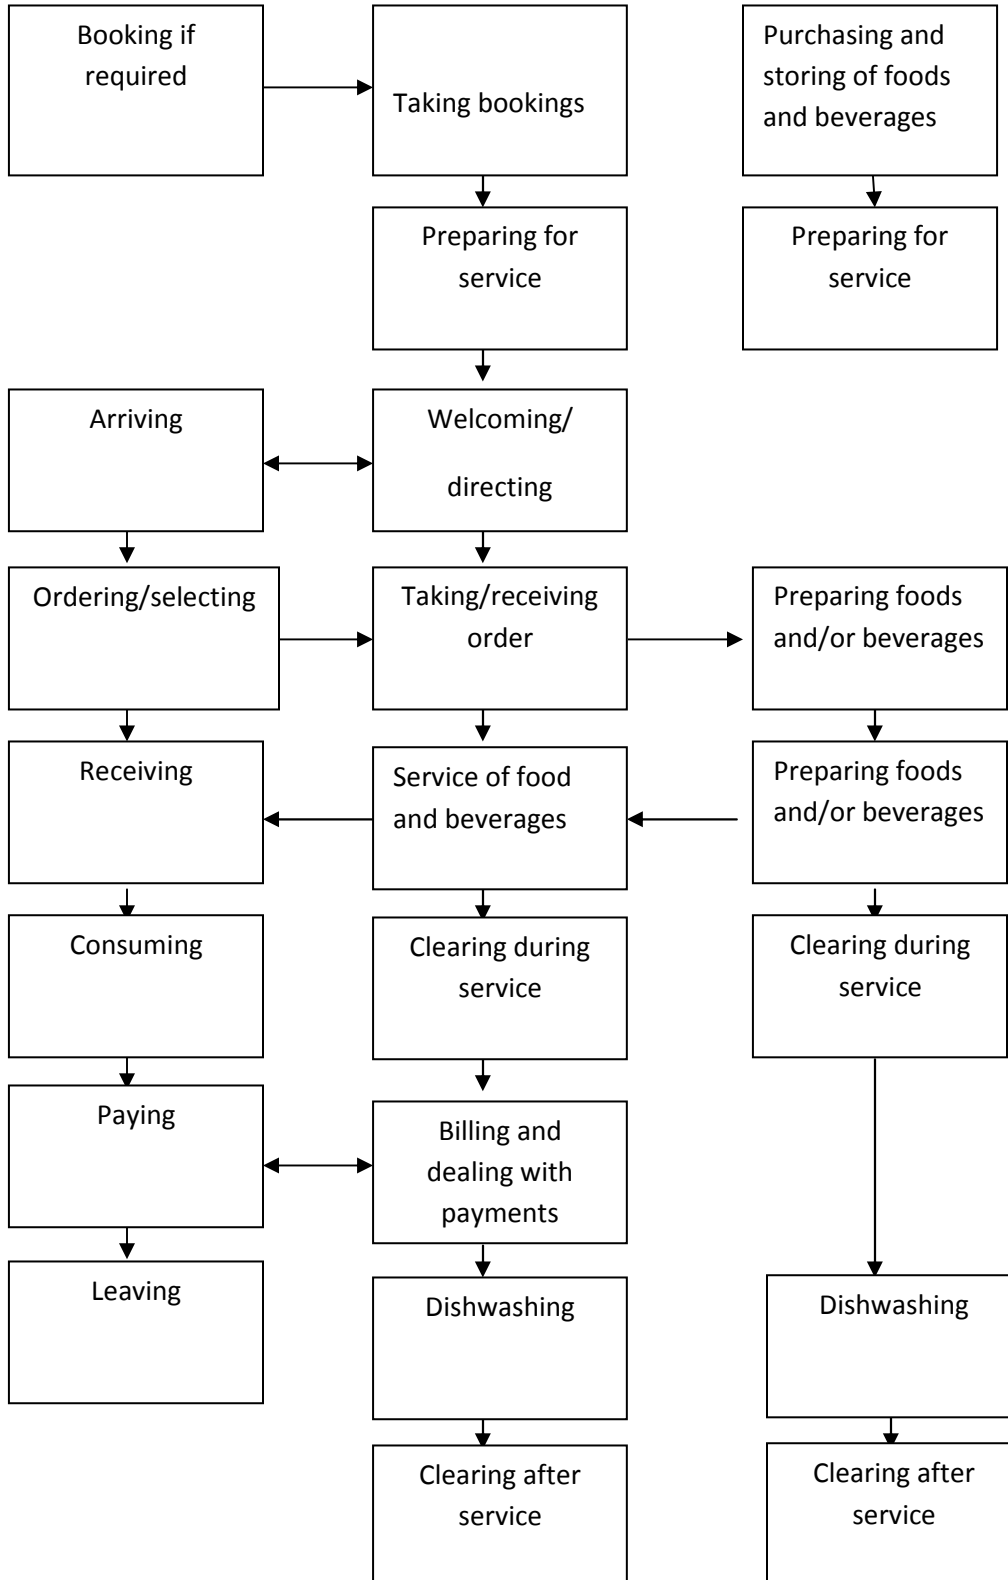 Booking if
required
Taking bookings
Purchasing and
storing of foods
and beverages
Preparing for
service
Preparing for
service
Arriving
Welcoming/
directing
Ordering/selecting
Taking/receiving
order
Preparing foods
and/or beverages
Receiving
Service of food
and beverages
Preparing foods
and/or beverages
Consuming
Clearing during
service
Clearing during
service
Paying
Billing and
dealing with
payments
Leaving
Dishwashing
Dishwashing
Clearing after
service
Clearing after
service